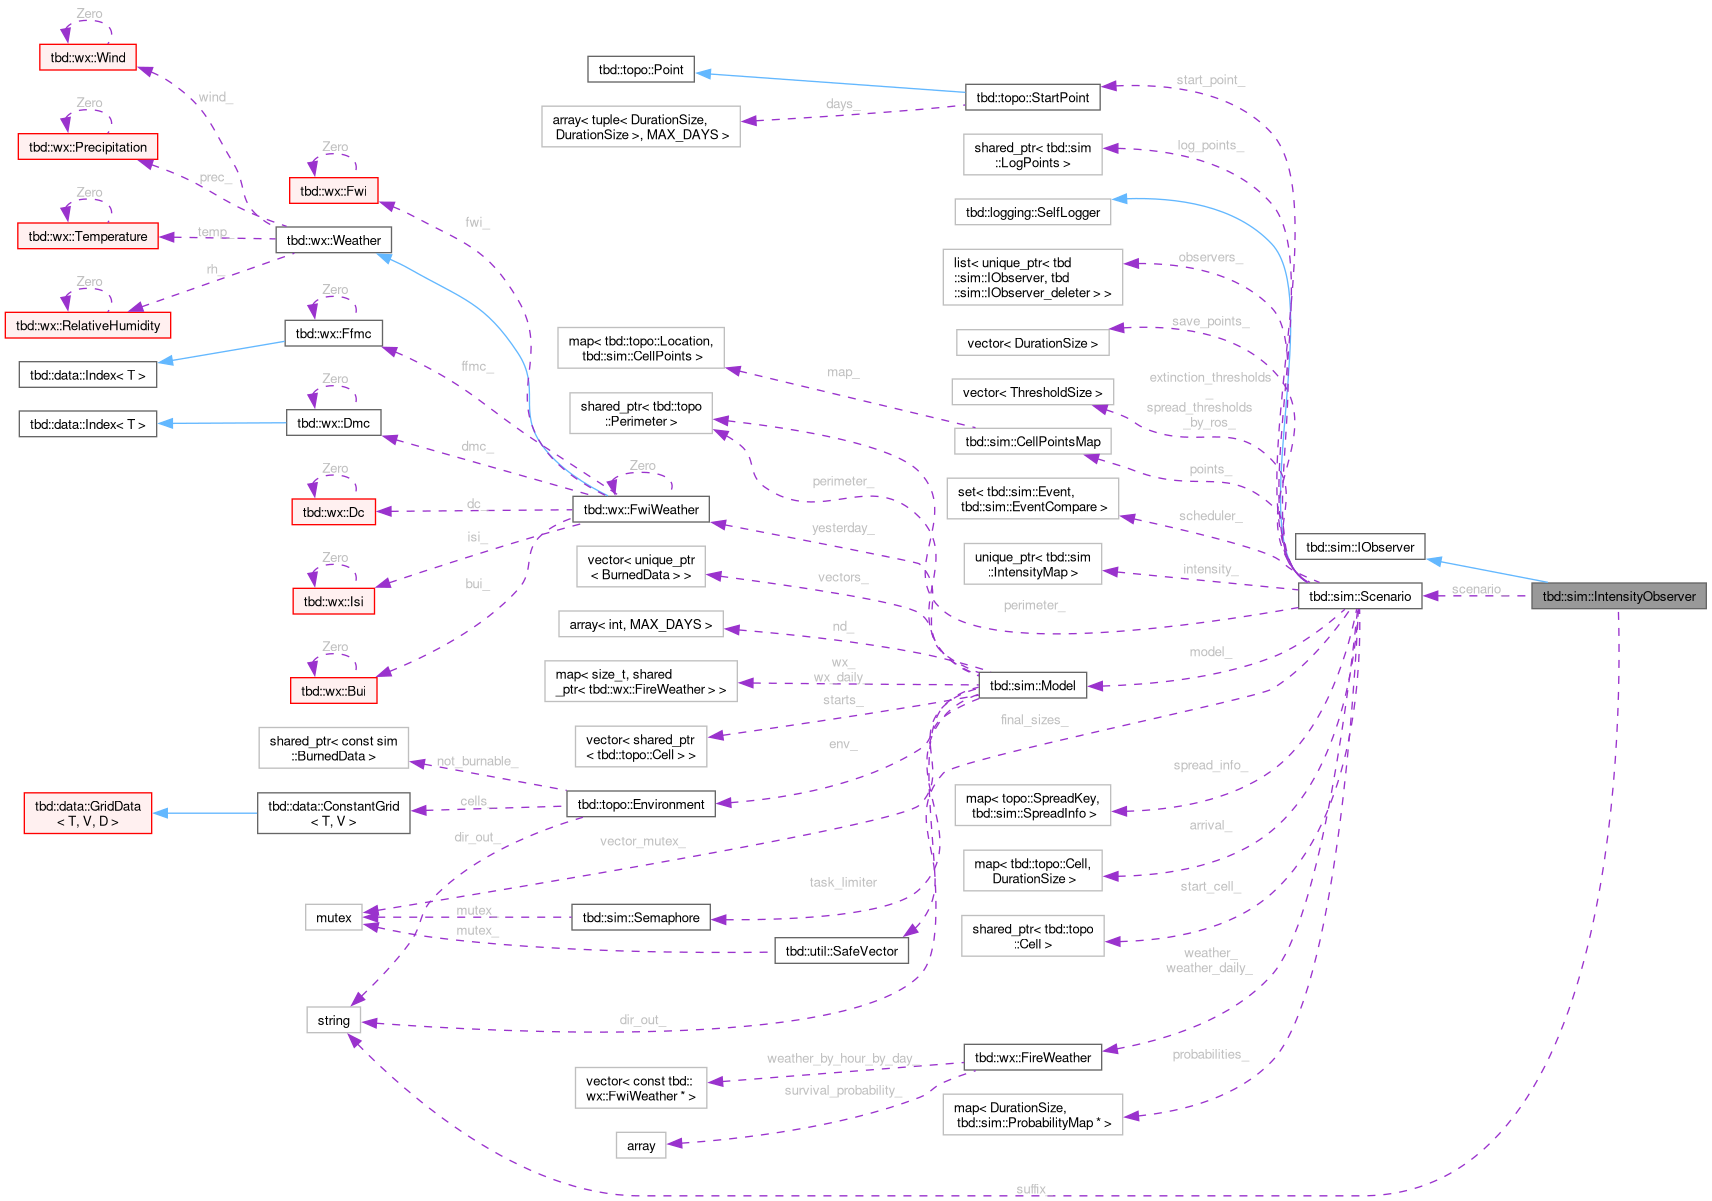 Zero
tbd::wx::Wind
wind_
Zero
tbd::wx::Precipitation
prec_
Zero
tbd::wx::Temperature
temp_
Zero
tbd::wx::RelativeHumidity
rh_
tbd::wx::Weather
Zero
tbd::wx::Fwi
fwi_
Zero
tbd::wx::Ffmc
ffmc_
tbd::data::Index< T >
Zero
tbd::wx::Dmc
dmc_
tbd::data::Index< T >
Zero
tbd::wx::Dc
dc_
Zero
tbd::wx::Isi
isi_
Zero
tbd::wx::Bui
bui_
Zero
tbd::wx::FwiWeather
shared_ptr< const sim
::BurnedData >
not_burnable_
tbd::data::GridData
< T, V, D >
tbd::data::ConstantGrid
< T, V >
cells_
tbd::topo::Environment
dir_out_
mutex
mutex_
mutex_
vector_mutex_
string
dir_out_
tbd::topo::Point
array< tuple< DurationSize,
DurationSize >, MAX_DAYS >
days_
tbd::topo::StartPoint
start_point_
shared_ptr< tbd::sim
::LogPoints >
log_points_
tbd::logging::SelfLogger
list< unique_ptr< tbd
::sim::IObserver, tbd
::sim::IObserver_deleter > >
observers_
vector< DurationSize >
save_points_
vector< ThresholdSize >
extinction_thresholds
_
spread_thresholds
_by_ros_
map< tbd::topo::Location,
tbd::sim::CellPoints >
map_
tbd::sim::CellPointsMap
points_
shared_ptr< tbd::topo
::Perimeter >
perimeter_
yesterday_
set< tbd::sim::Event,
tbd::sim::EventCompare >
scheduler_
vector< unique_ptr
< BurnedData > >
vectors_
unique_ptr< tbd::sim
::IntensityMap >
intensity_
perimeter_
array< int, MAX_DAYS >
nd_
map< size_t, shared
_ptr< tbd::wx::FireWeather > >
wx_
wx_daily_
tbd::sim::Model
model_
vector< shared_ptr
< tbd::topo::Cell > >
starts_
env_
final_sizes_
task_limiter
tbd::sim::Semaphore
tbd::util::SafeVector
map< topo::SpreadKey,
tbd::sim::SpreadInfo >
spread_info_
map< tbd::topo::Cell,
DurationSize >
arrival_
shared_ptr< tbd::topo
::Cell >
start_cell_
weather_
weather_daily_
tbd::wx::FireWeather
vector< const tbd::
wx::FwiWeather * >
weather_by_hour_by_day_
array
survival_probability_
map< DurationSize,
tbd::sim::ProbabilityMap * >
probabilities_
tbd::sim::IObserver
tbd::sim::Scenario
scenario_
tbd::sim::IntensityObserver
suffix_